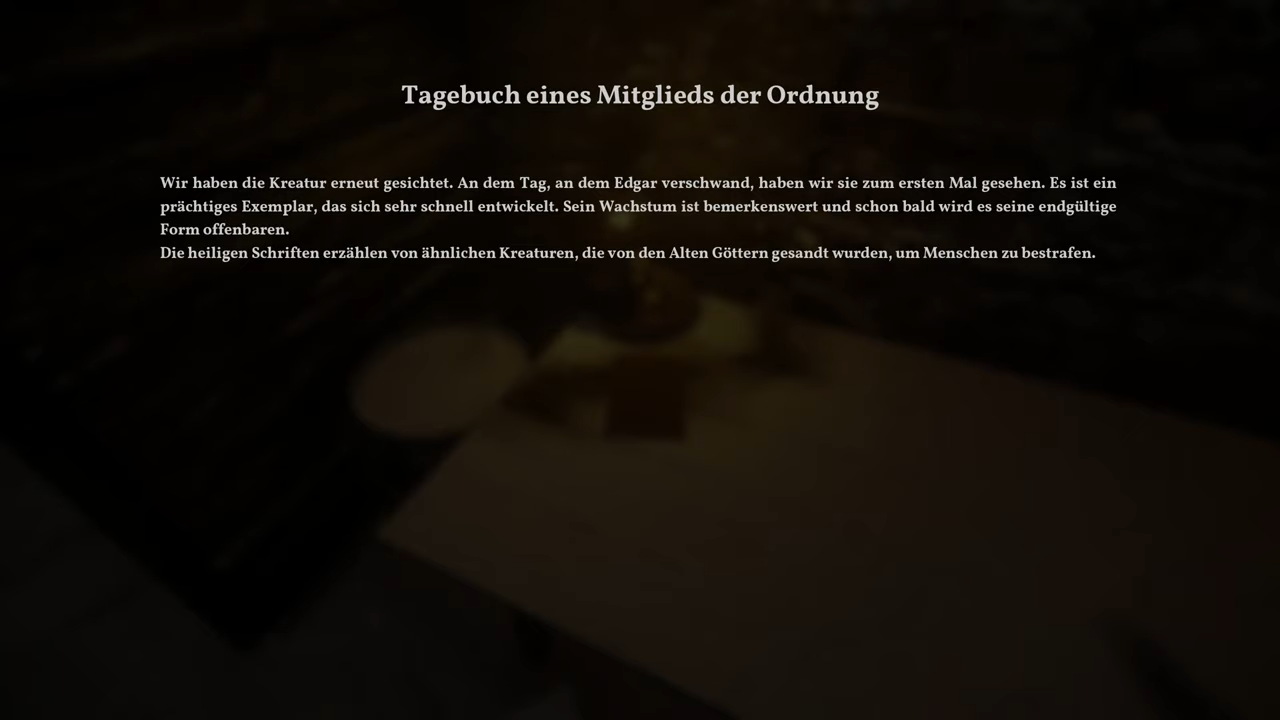 Tagebuch eines Mitglieds der Ordnung
Wir haben die Kreatur erneut gesichtet. An dem Tag, an dem Edgar verschwand, haben wir sie zum ersten Mal gesehen. Es ist ein
prächtiges Exemplar, das sich sehr schnell entwickelt. Sein Wachstum ist bemerkenswert und schon bald wird es seine endgültige
Form offenbaren.
Die heiligen Schriften erzählen von ähnlichen Kreaturen, die von den Alten Göttern gesandt wurden, um Menschen zu bestrafen.